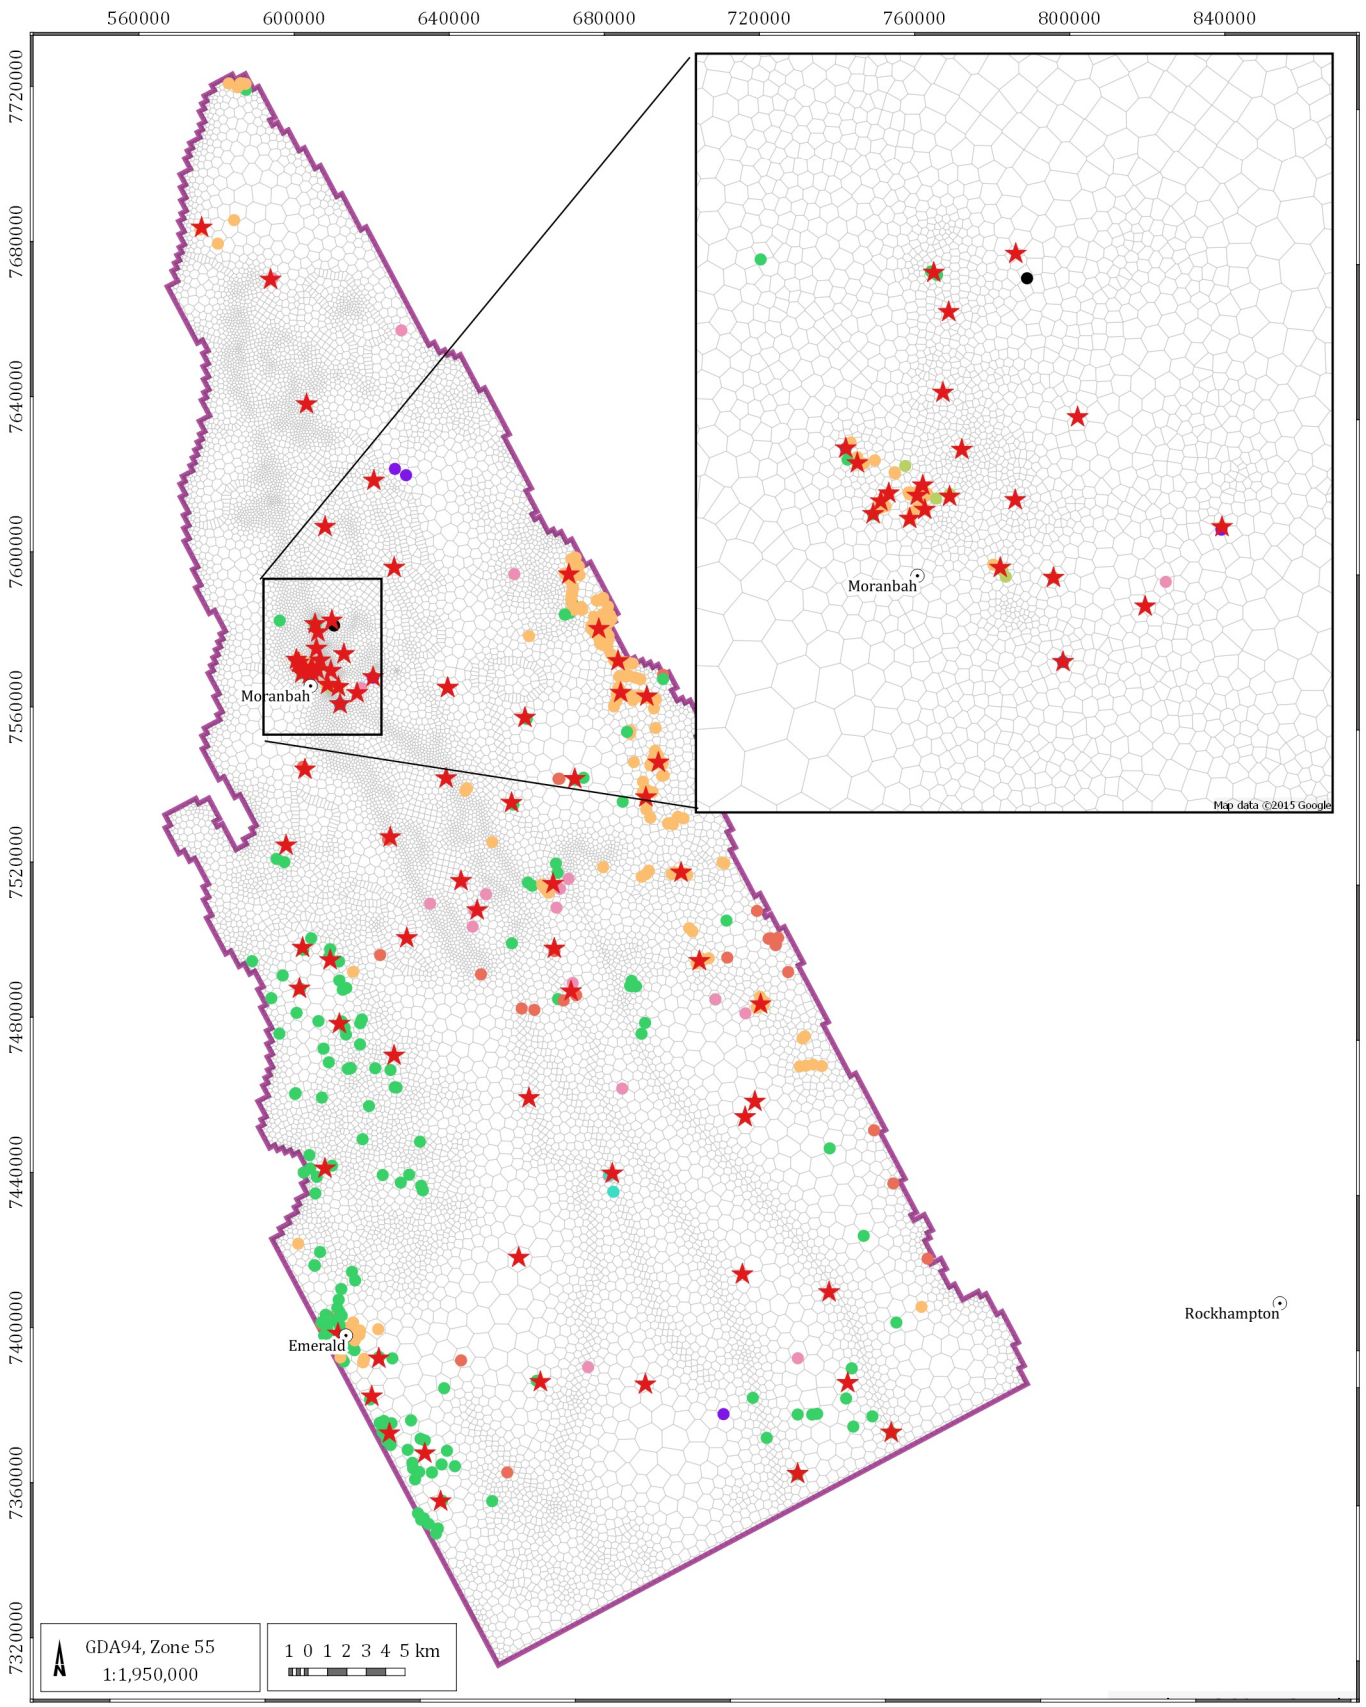 560000 600000 640000 680000 720000 760000 800000 840000
7720000
7680000
7640000
7600000
7560000
7520000
7480000
7440000
7400000
7360000
7320000
Moranbah
Map data ©2015 Google
Moranbah
Rockhampton
Emerald
GDA94, Zone 55
1:1,950,000
N
1 0 1 2 3 4 5 km